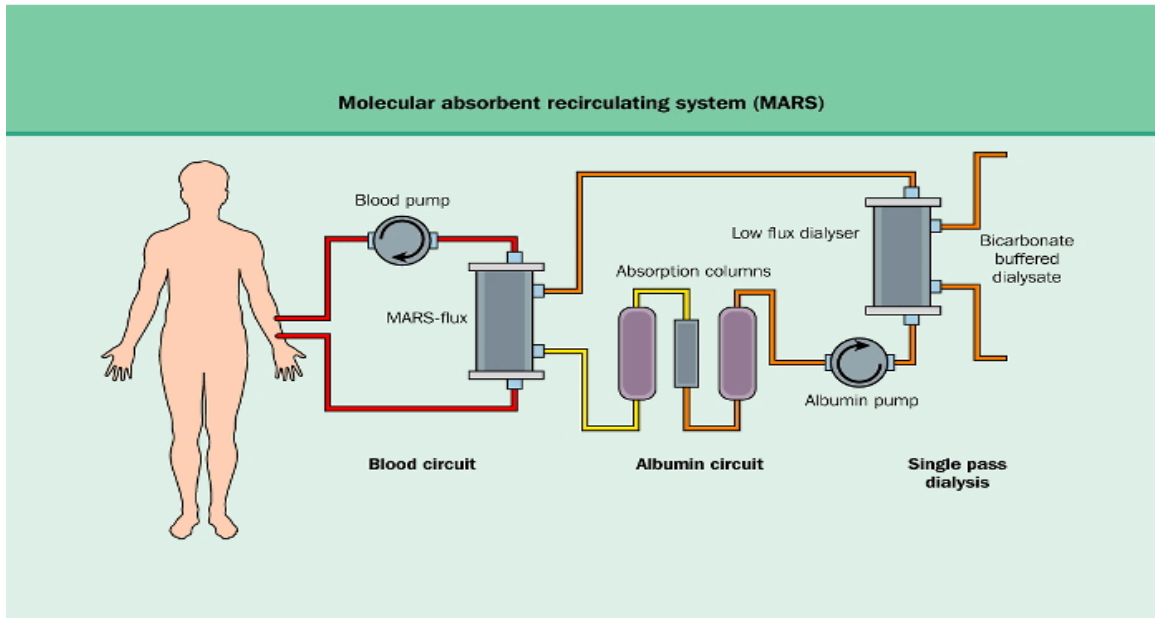 Molecular absorbent recirculating system (MARS)
Blood pump
MARS-flux
Absorption columns
Low flux dialyser
Bicarbonate
buffered
dialysate
Albumin pump
Blood circuit
Albumin circuit
Single pass
dialysis